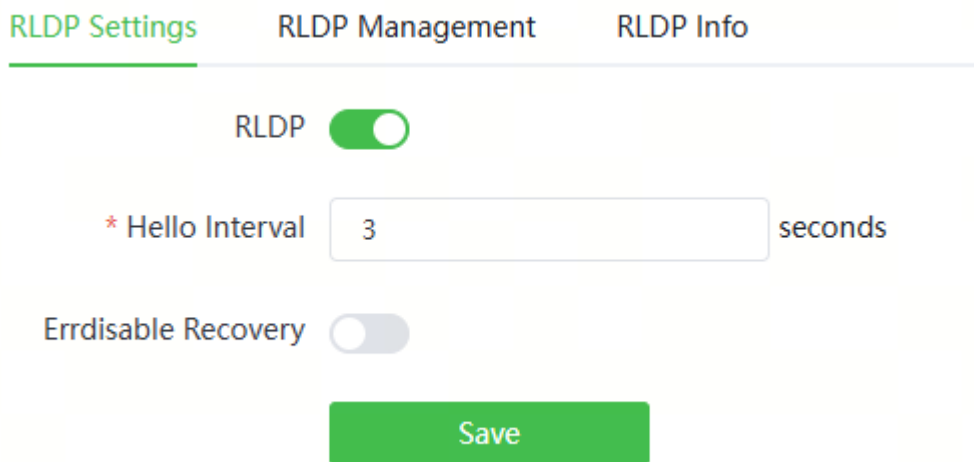 RLDP Settings RLDP Management RLDP Info
RLDP
* Hello Interval 3 seconds
Errdisable Recovery
Save